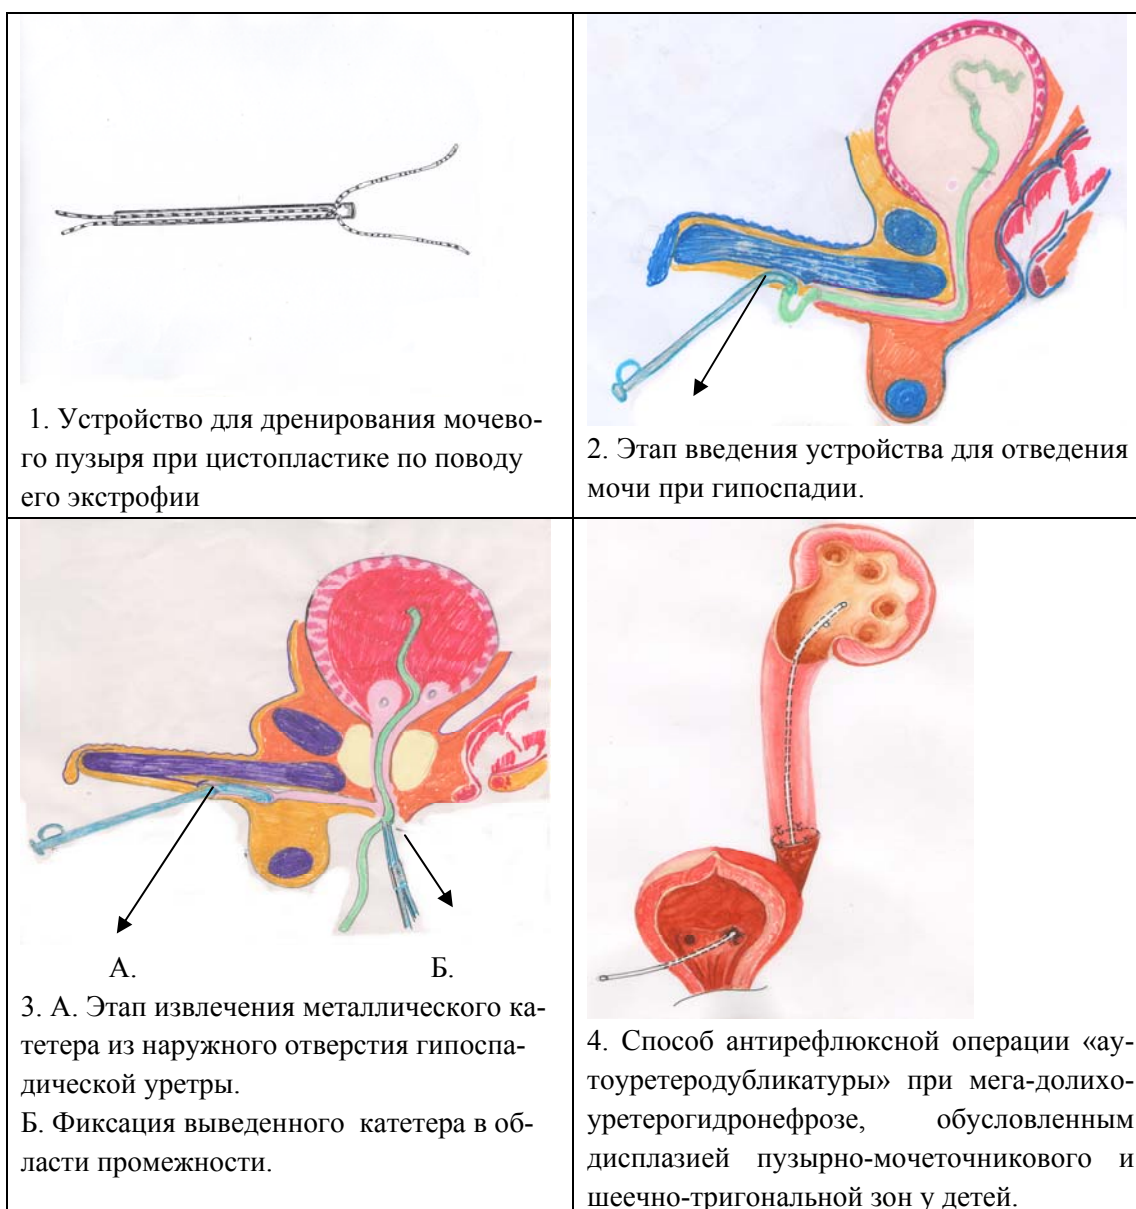 1. Устройство для дренирования мочево-
го пузыря при цистопластике по поводу
его экстрофии
2. Этап введения устройства для отведения
мочи при гипоспадии.
А.
Б.
3. А. Этап извлечения металлического ка-
тетера из наружного отверстия гипоспа-
дической уретры.
Б. Фиксация выведенного катетера в об-
ласти промежности.
4. Способ антирефлюксной операции «ау-
тоуретеродубликатуры» при мега-долихо-
уретерогидронефрозе, обусловленным
дисплазией пузырно-мочеточникового и
шеечно-тригональной зон у детей.